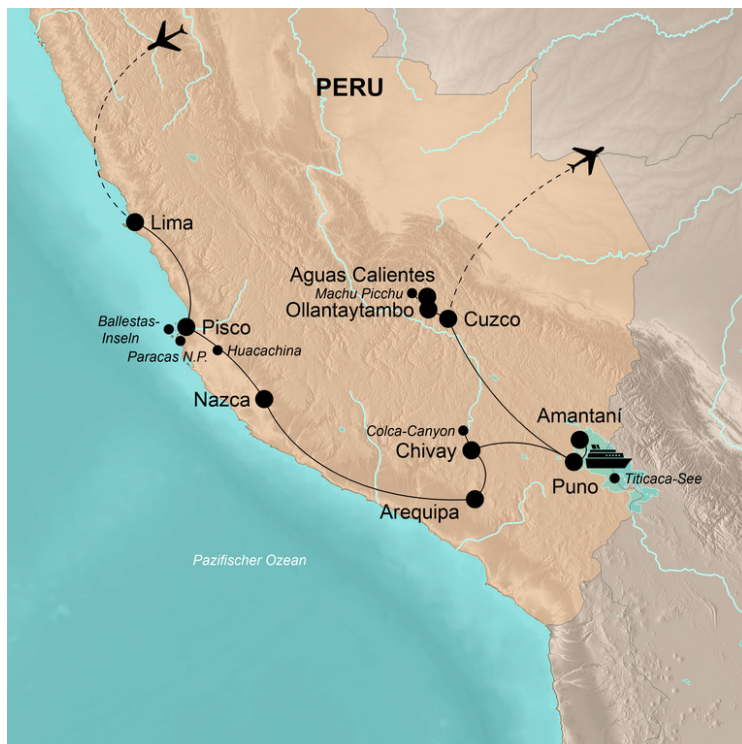 PERU
Lima
Aguas Calientes
Machu Picchu
Ollantaytambo
Cuzco
Ballestas-
Inseln
Pisco
Paracas N.P.
Huacachina
Nazca
Amantaní
Colca-Canyon
Chivay
Puno
Titicaca-See
Arequipa
Pazifischer Ozean